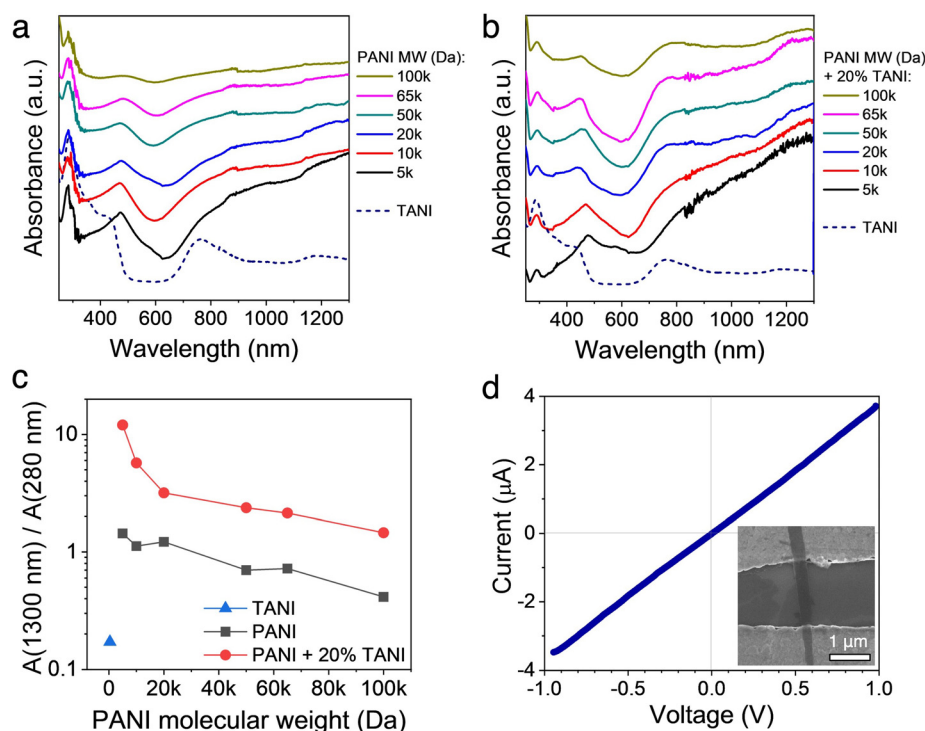 a
Absorbance (a.u.)
PANI MW (Da):
100k
65k
50k
20k
10k
5k
TANI
400 600 800 1000 1200
Wavelength (nm)
b
Absorbance (a.u.)
PANI MW (Da)
+ 20% TANI:
100k
65k
50k
20k
10k
5k
TANI
400 600 800 1000 1200
Wavelength (nm)
c
A(1300 nm) / A(280 nm)
10
1
0.1
TANI
PANI
PANI + 20% TANI
0 20k 40k 60k 80k 100k
PANI molecular weight (Da)
d
Current (µA)
4
2
0
-2
-4
1 µm
-1.0 -0.5 0.0 0.5 1.0
Voltage (V)